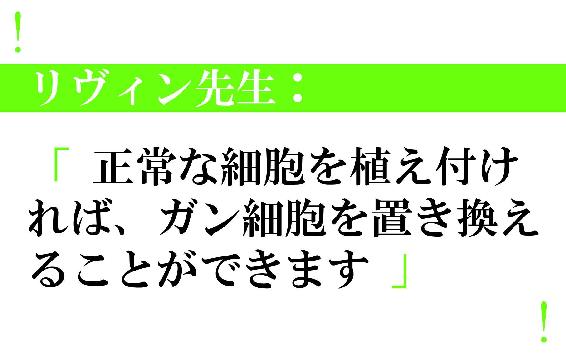 !
リヴィン先生：
「 正常な細胞を植え付け
れば、ガン細胞を置き換え
ることができます 」
!